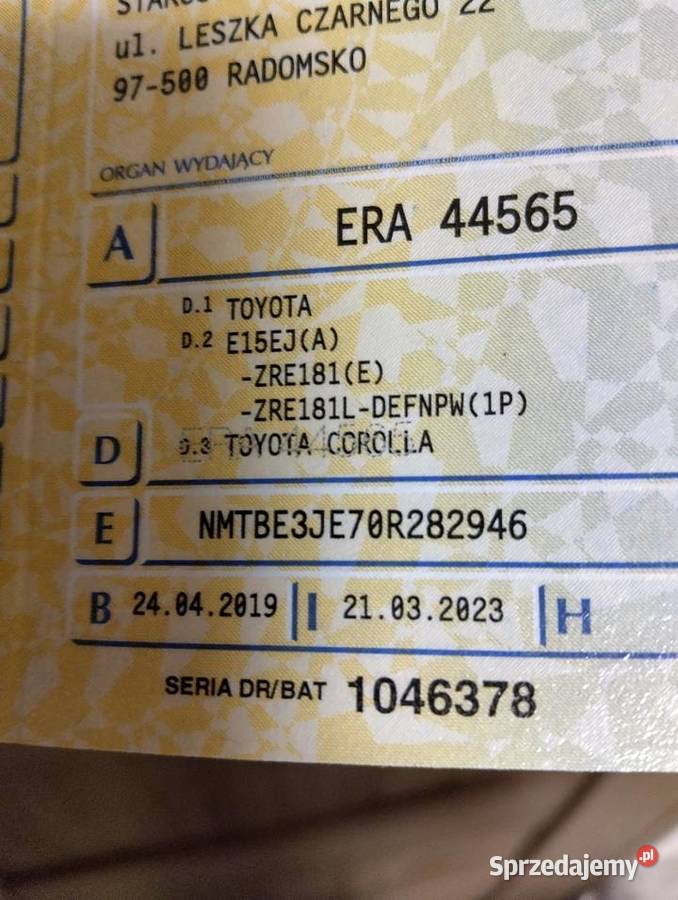 ul. LESZKA CZARNEGO 22
97-500 RADOMSKO
ORGAN WYDAJĄCY
A ERA 44565
D.1 TOYOTA
D.2 E15EJ(A)
-ZRE181(E)
-ZRE181L-DEFNPW(1P)
D D.3 TOYOTA COROLLA
E NMTBE3JE70R282946
B 24.04.2019 I 21.03.2023 H
SERIA DR/BAT 1046378
Sprzedajemy.pl